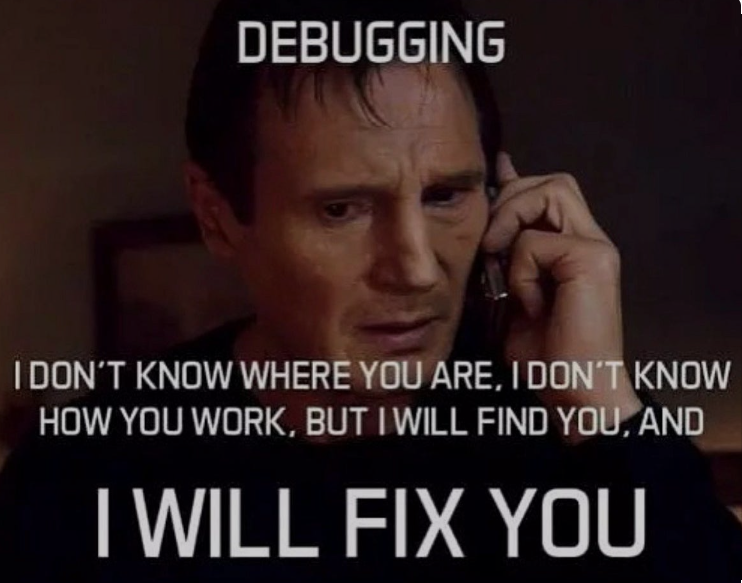 DEBUGGING
I DON'T KNOW WHERE YOU ARE, I DON'T KNOW
HOW YOU WORK, BUT I WILL FIND YOU, AND
I WILL FIX YOU